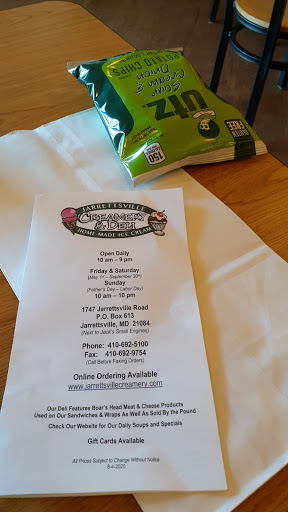 Sour
Cream &
Onion
POTATO CHIPS
Utz
GLUTEN
FREE
150
JARRETTSVILLE
CREAMERY
& DELI
HOME-MADE ICE CREAM
Open Daily
10 am – 9 pm
Friday & Saturday
(May 1st – September 30th)
Sunday
(Father's Day – Labor Day)
10 am – 10 pm
1747 Jarrettsville Road
P.O. Box 613
Jarrettsville, MD 21084
(Next to Jack's Small Engines)
Phone: 410-692-5100
Fax: 410-692-9754
(Call Before Faxing Orders)
Online Ordering Available
www.jarrettsvillecreamery.com
Our Deli Features Boar's Head Meat & Cheese Products
Used on Our Sandwiches & Wraps As Well As Sold By the Pound
Check Our Website for Our Daily Soups and Specials
Gift Cards Available
All Prices Subject to Change Without Notice
8-4-2020